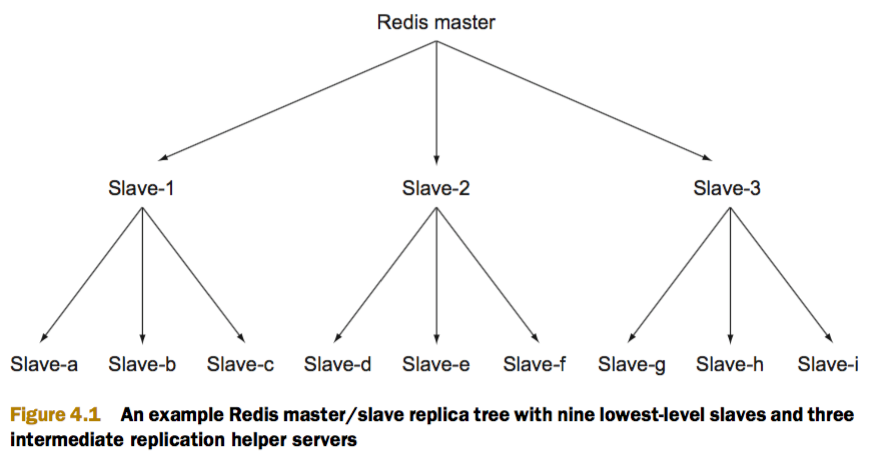 Redis master
Slave-1 Slave-2 Slave-3
Slave-a Slave-b Slave-c Slave-d Slave-e Slave-f Slave-g Slave-h Slave-i
Figure 4.1 An example Redis master/slave replica tree with nine lowest-level slaves and three
intermediate replication helper servers